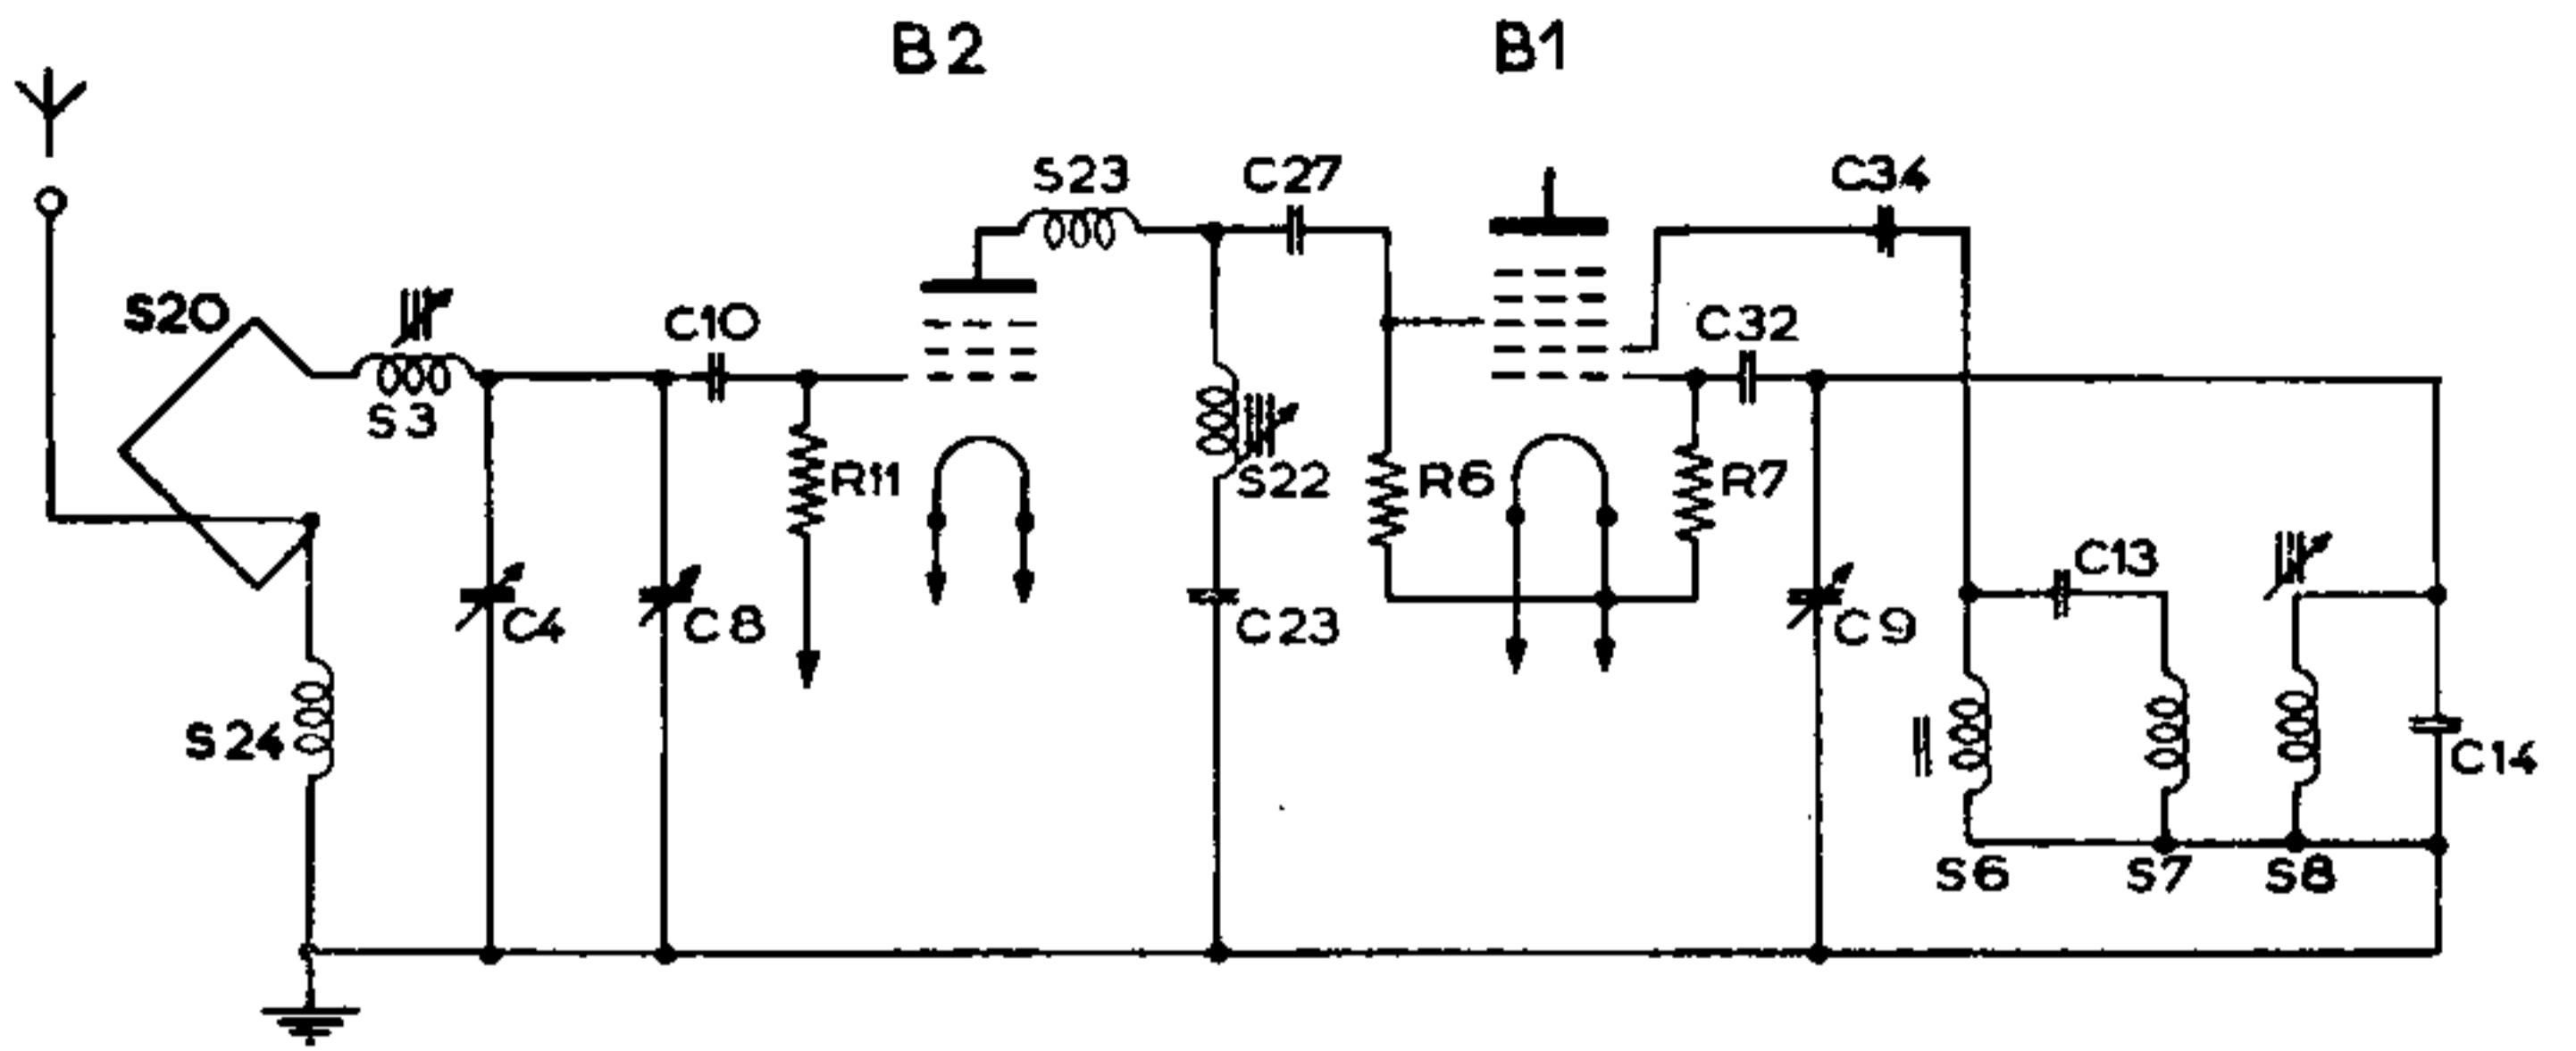 B2 B1
S23 C27 C34
S20 C10 C32
S3
R11 S22 R6 R7
C13
C4 C8 C23 C9
S24 C14
S6 S7 S8